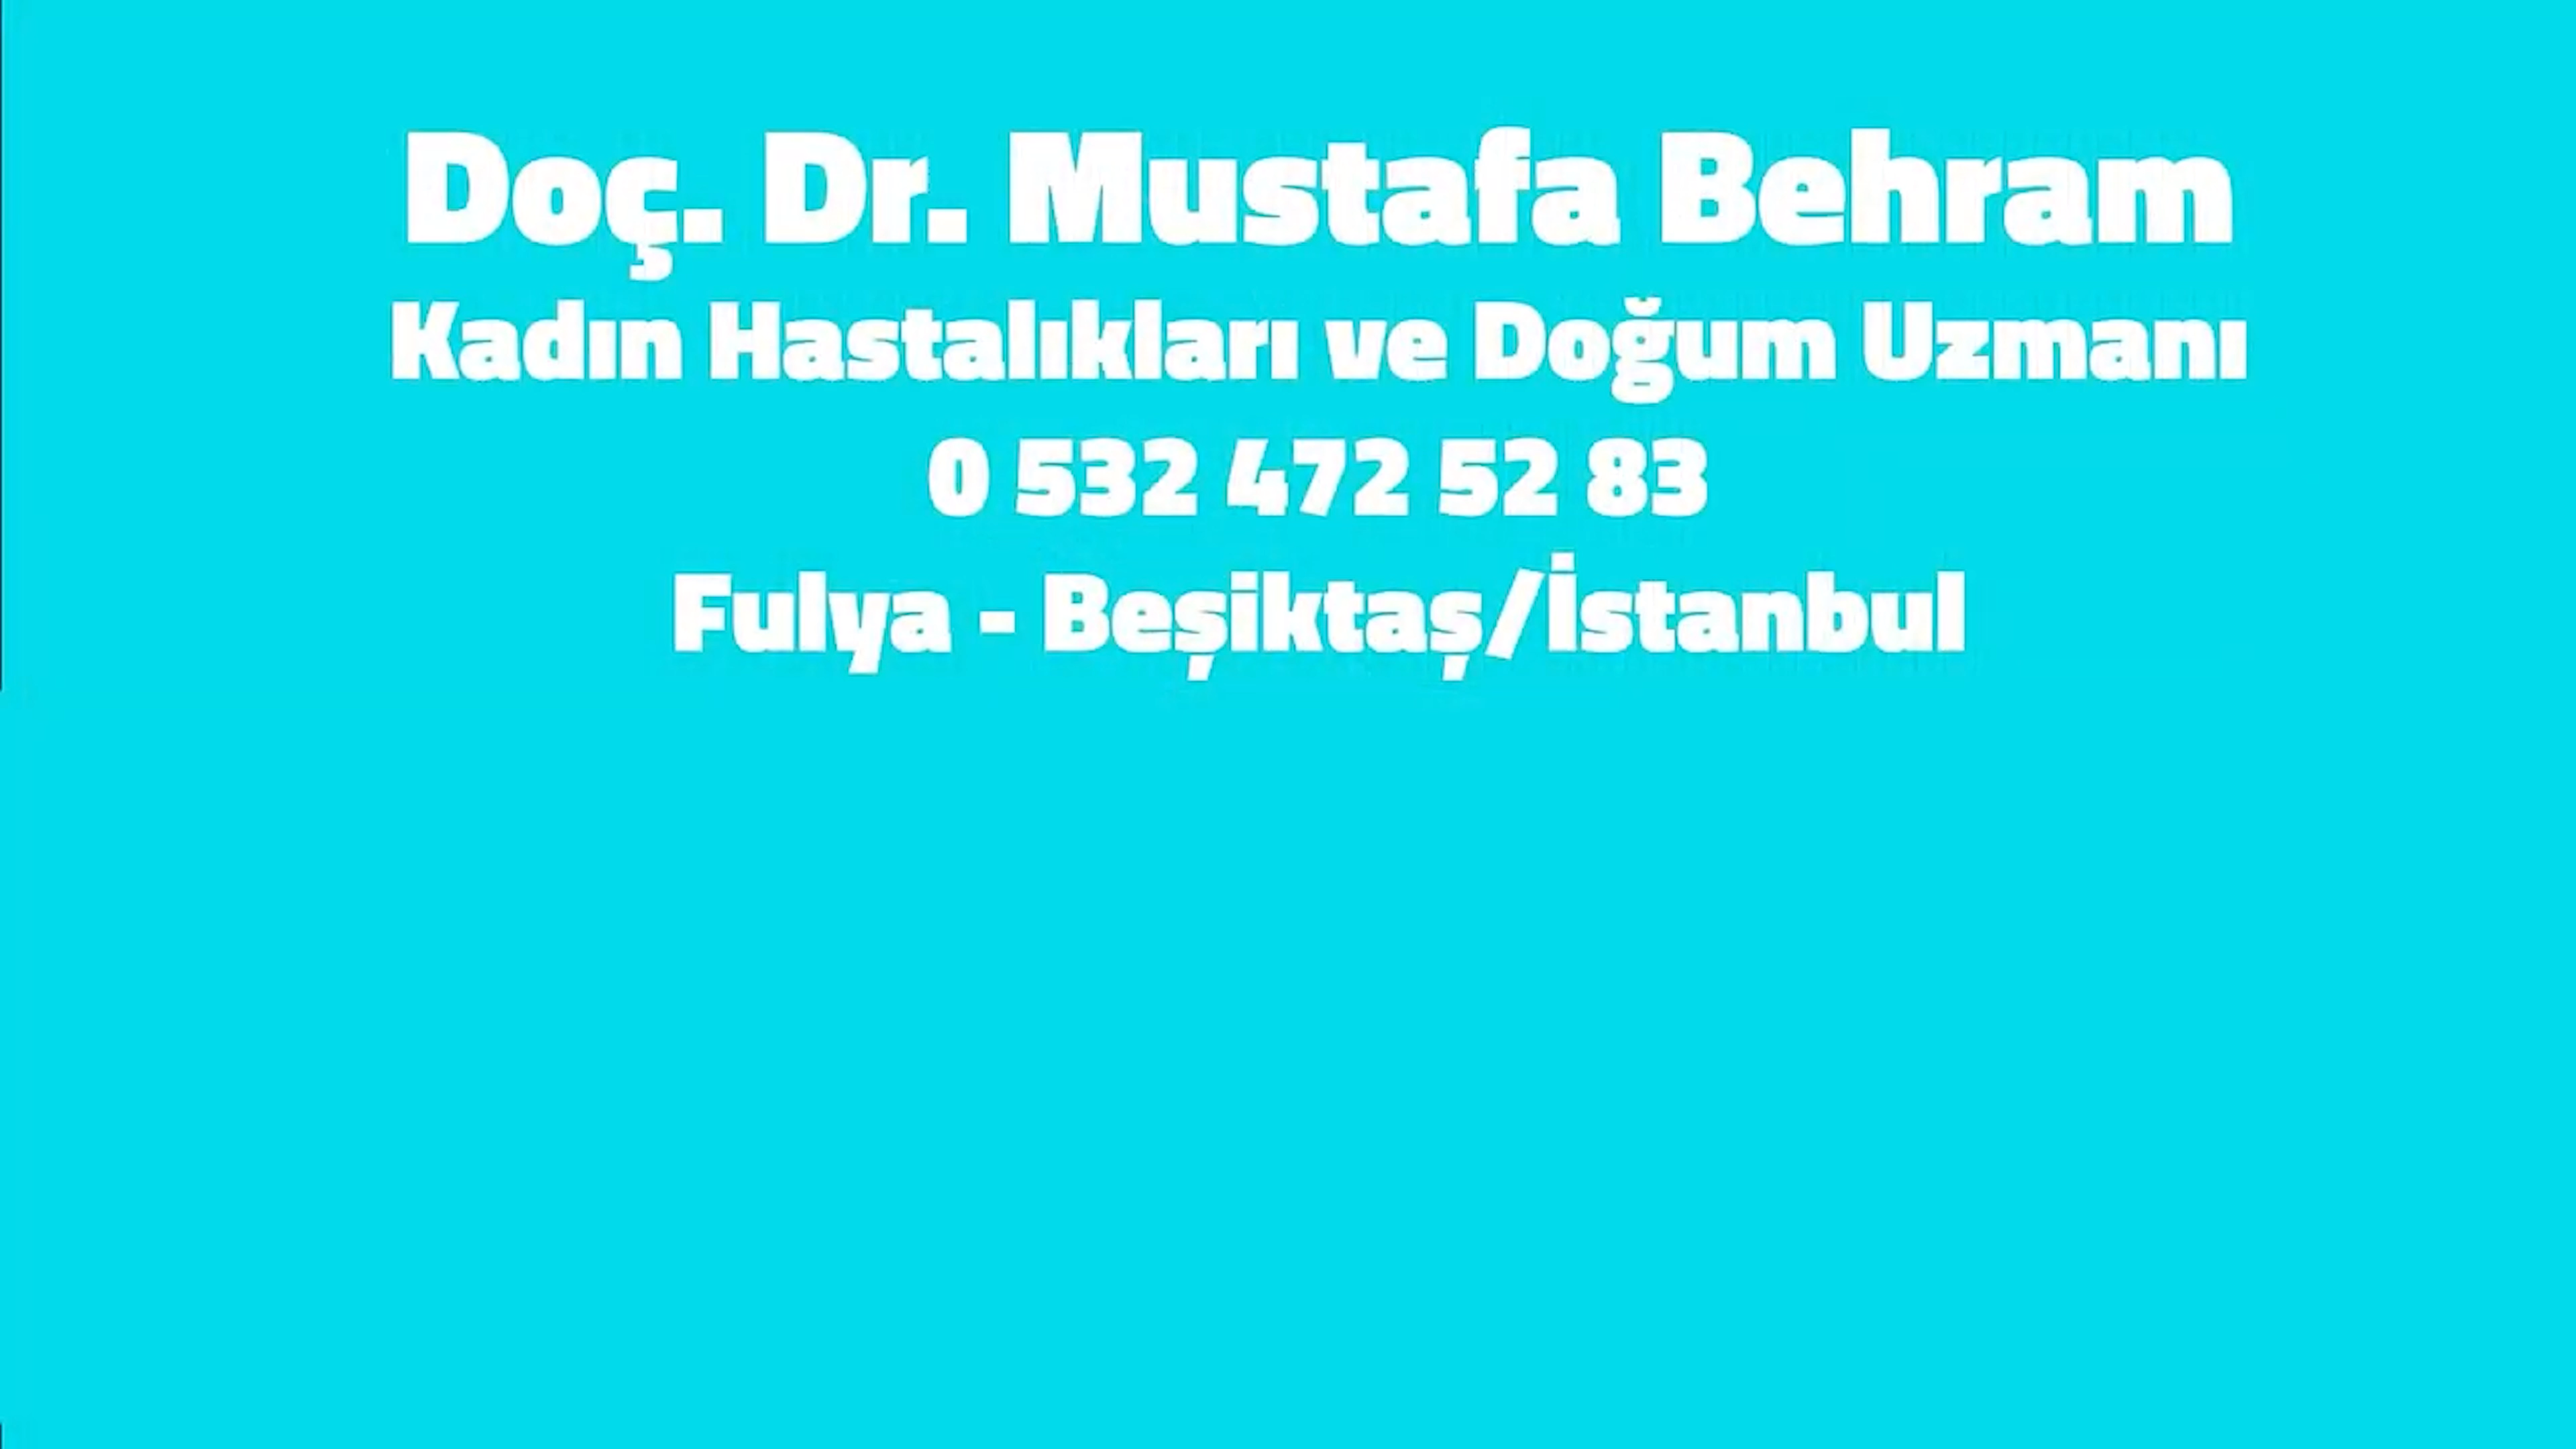 Doç. Dr. Mustafa Behram
Kadın Hastalıkları ve Doğum Uzmanı
0 532 472 52 83
Fulya - Beşiktaş/İstanbul